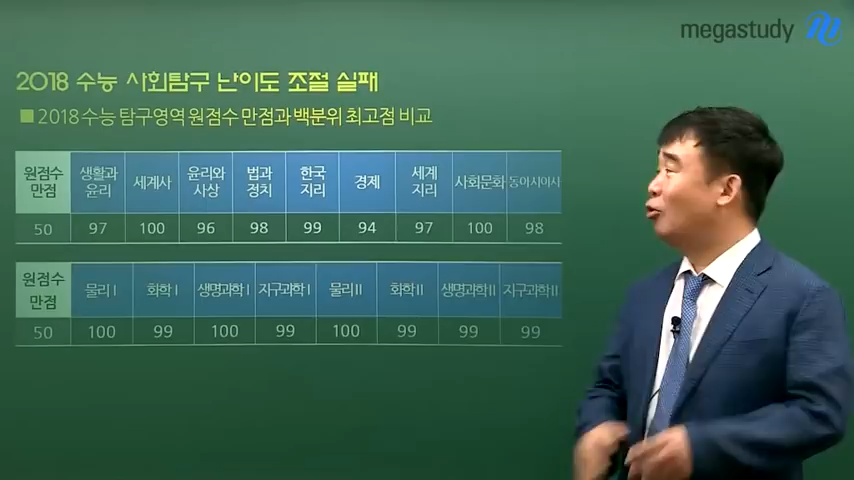 megastudy
2018 수능 사회탐구 난이도 조절 실패
■ 2018 수능 탐구영역 원점수 만점과 백분위 최고점 비교
원점수 만점 생활과 윤리 세계사 윤리와 사상 법과 정치 한국 지리 경제 세계 지리 사회문화 동아시아사
50 97 100 96 98 99 94 97 100 98
원점수 만점 물리 I 화학 I 생명과학 I 지구과학 I 물리 II 화학 II 생명과학 II 지구과학 II
50 100 99 100 99 100 99 99 99